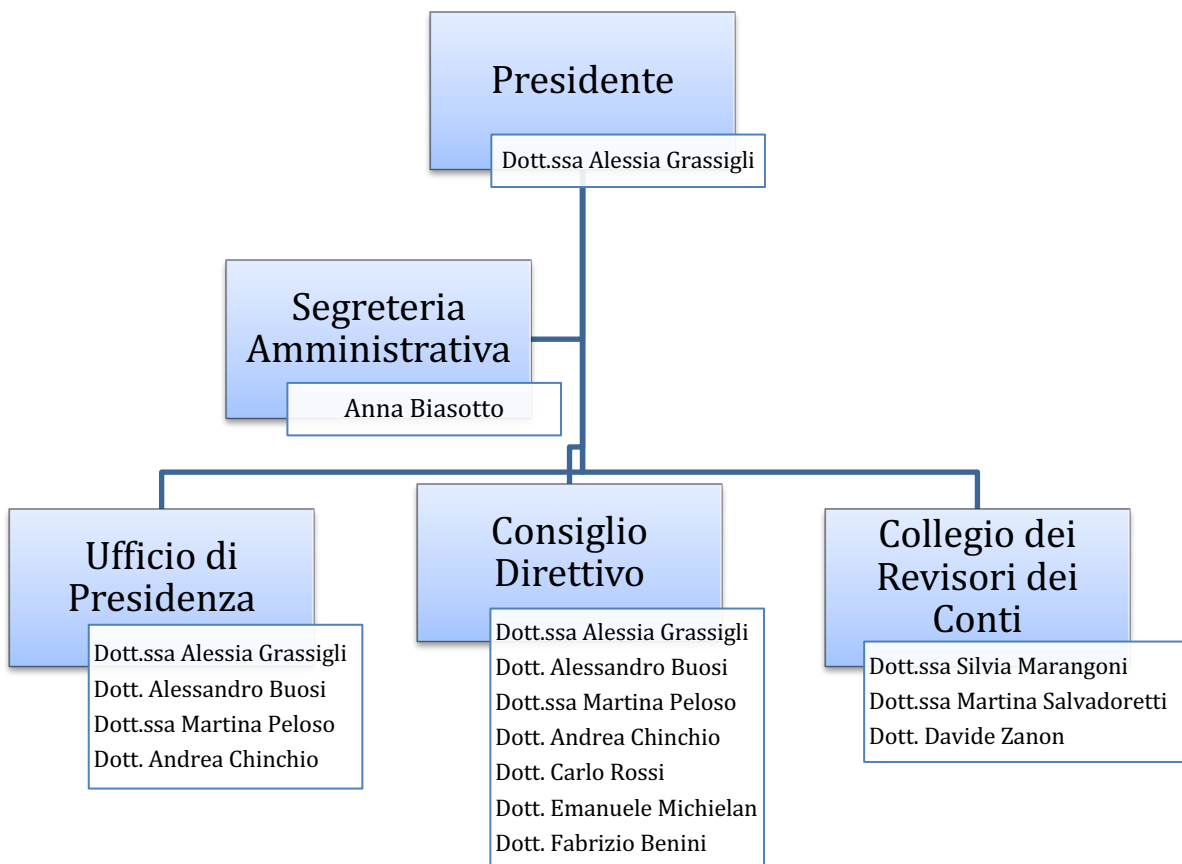 Presidente
Dott.ssa Alessia Grassigli
Segreteria
Amministrativa
Anna Biasotto
Ufficio di
Presidenza
Dott.ssa Alessia Grassigli
Dott. Alessandro Buosi
Dott.ssa Martina Peloso
Dott. Andrea Chinchio
Consiglio
Direttivo
Dott.ssa Alessia Grassigli
Dott. Alessandro Buosi
Dott.ssa Martina Peloso
Dott. Andrea Chinchio
Dott. Carlo Rossi
Dott. Emanuele Michielan
Dott. Fabrizio Benini
Collegio dei
Revisori dei
Conti
Dott.ssa Silvia Marangoni
Dott.ssa Martina Salvadoretti
Dott. Davide Zanon